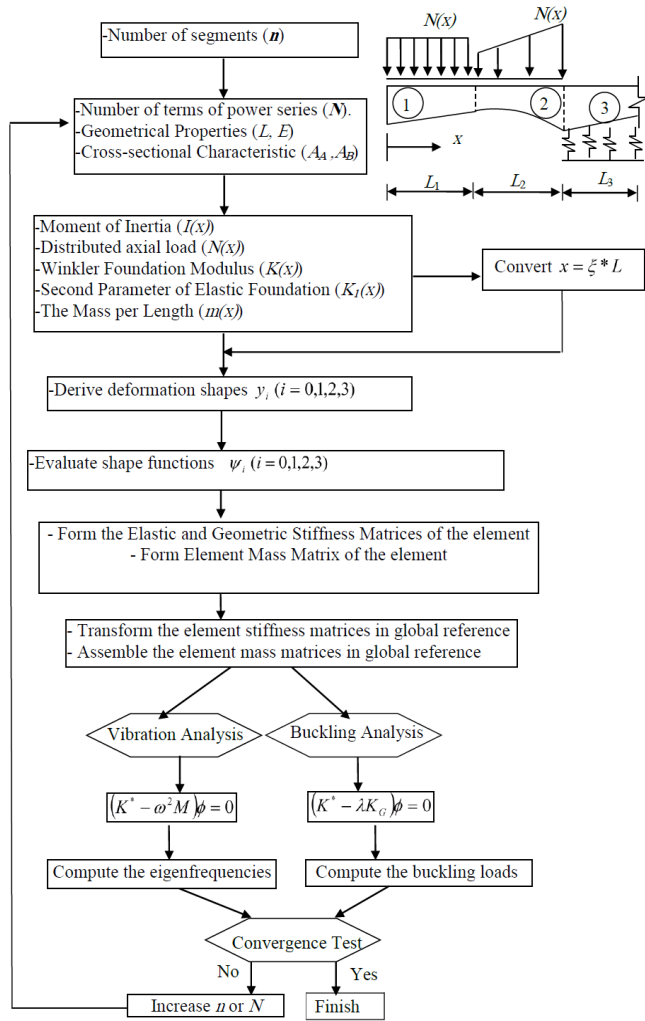 -Number of segments (n)
N(x)
N(x)
1
2
3
x
L1
L2
L3
-Number of terms of power series (N).
-Geometrical Properties (L, E)
-Cross-sectional Characteristic (AA ,AB)
-Moment of Inertia (I(x))
-Distributed axial load (N(x))
-Winkler Foundation Modulus (K(x))
-Second Parameter of Elastic Foundation (K1(x))
-The Mass per Length (m(x))
Convert x = ξ * L
-Derive deformation shapes yi (i = 0,1,2,3)
-Evaluate shape functions ψi (i = 0,1,2,3)
- Form the Elastic and Geometric Stiffness Matrices of the element
- Form Element Mass Matrix of the element
- Transform the element stiffness matrices in global reference
- Assemble the element mass matrices in global reference
Vibration Analysis
Buckling Analysis
(K* − ω²M)ϕ = 0
(K* − λKG)ϕ = 0
Compute the eigenfrequencies
Compute the buckling loads
Convergence Test
No
Yes
Increase n or N
Finish